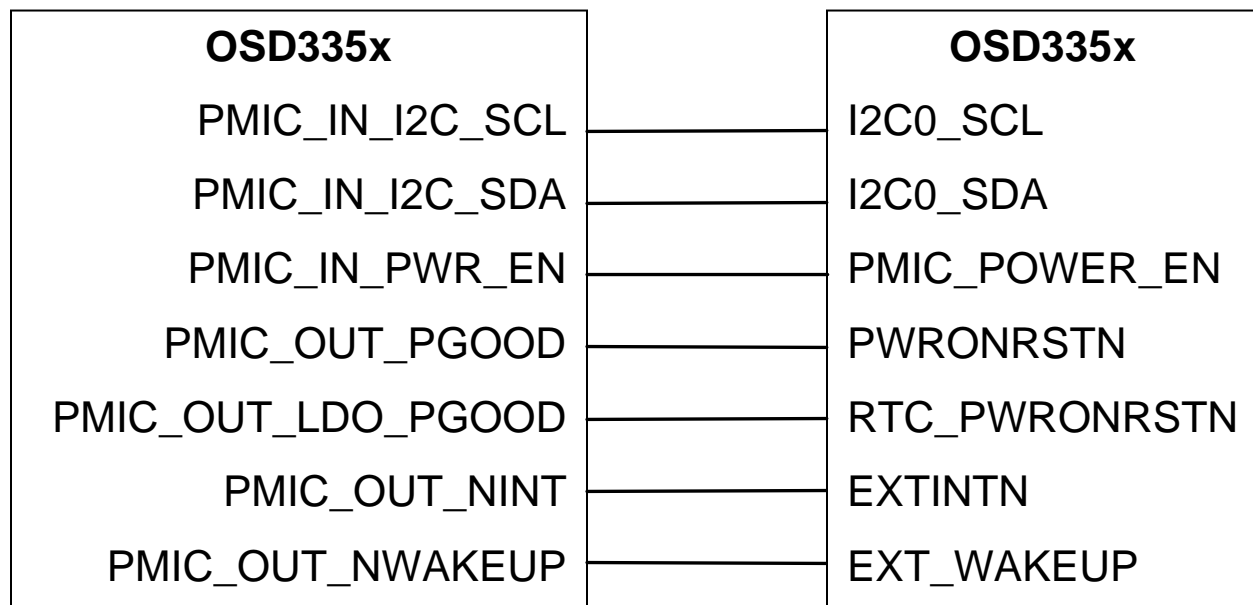 OSD335x OSD335x
PMIC_IN_I2C_SCL I2C0_SCL
PMIC_IN_I2C_SDA I2C0_SDA
PMIC_IN_PWR_EN PMIC_POWER_EN
PMIC_OUT_PGOOD PWRONRSTN
PMIC_OUT_LDO_PGOOD RTC_PWRONRSTN
PMIC_OUT_NINT EXTINTN
PMIC_OUT_NWAKEUP EXT_WAKEUP